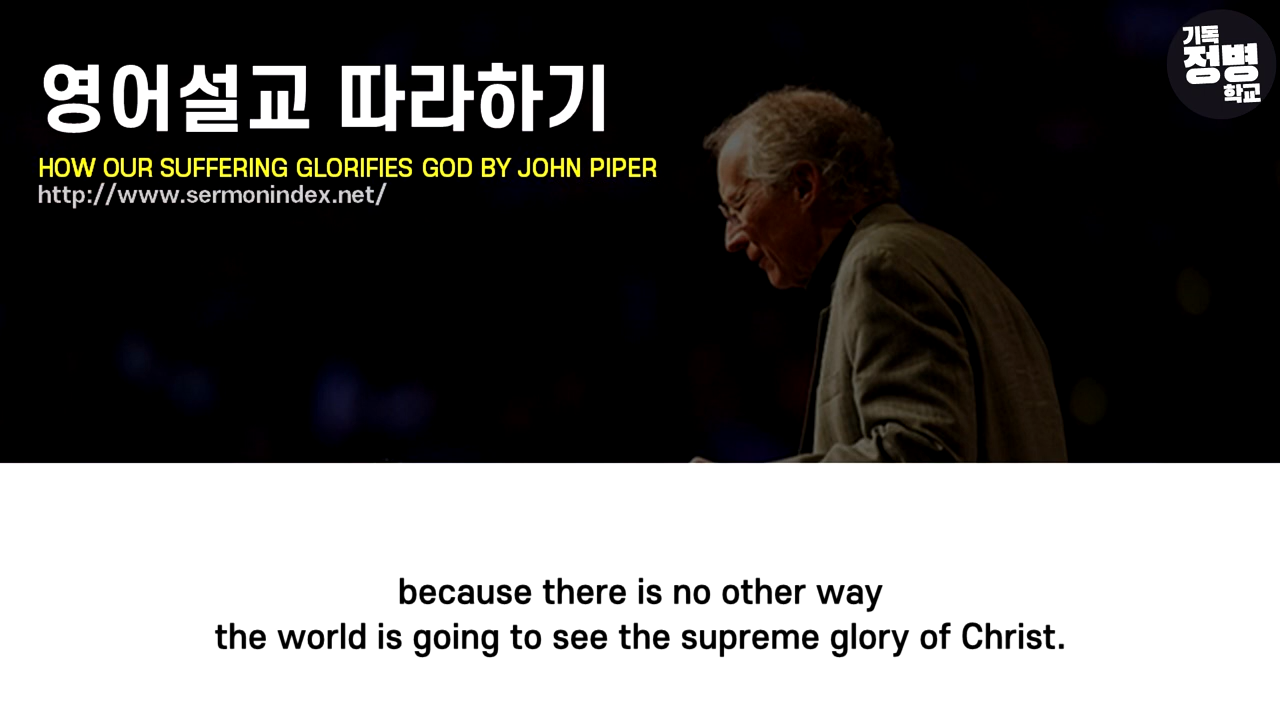 영어설교 따라하기
HOW OUR SUFFERING GLORIFIES GOD BY JOHN PIPER
http://www.sermonindex.net/
기독
정병
학교
because there is no other way
the world is going to see the supreme glory of Christ.